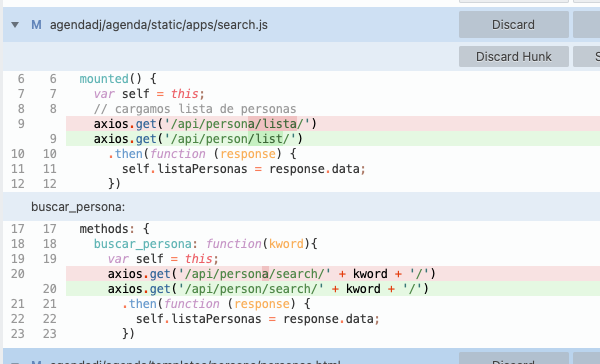 ▼ M agendadj/agenda/static/apps/search.js Discard
Discard Hunk S
6 6 mounted() {
7 7 var self = this;
8 8 // cargamos lista de personas
9 axios.get('/api/persona/lista/')
9 axios.get('/api/person/list/')
10 10 .then(function (response) {
11 11 self.listaPersonas = response.data;
12 12 })
buscar_persona:
17 17 methods: {
18 18 buscar_persona: function(kword){
19 19 var self = this;
20 axios.get('/api/persona/search/' + kword + '/')
20 axios.get('/api/person/search/' + kword + '/')
21 21 .then(function (response) {
22 22 self.listaPersonas = response.data;
23 23 })
M Discard